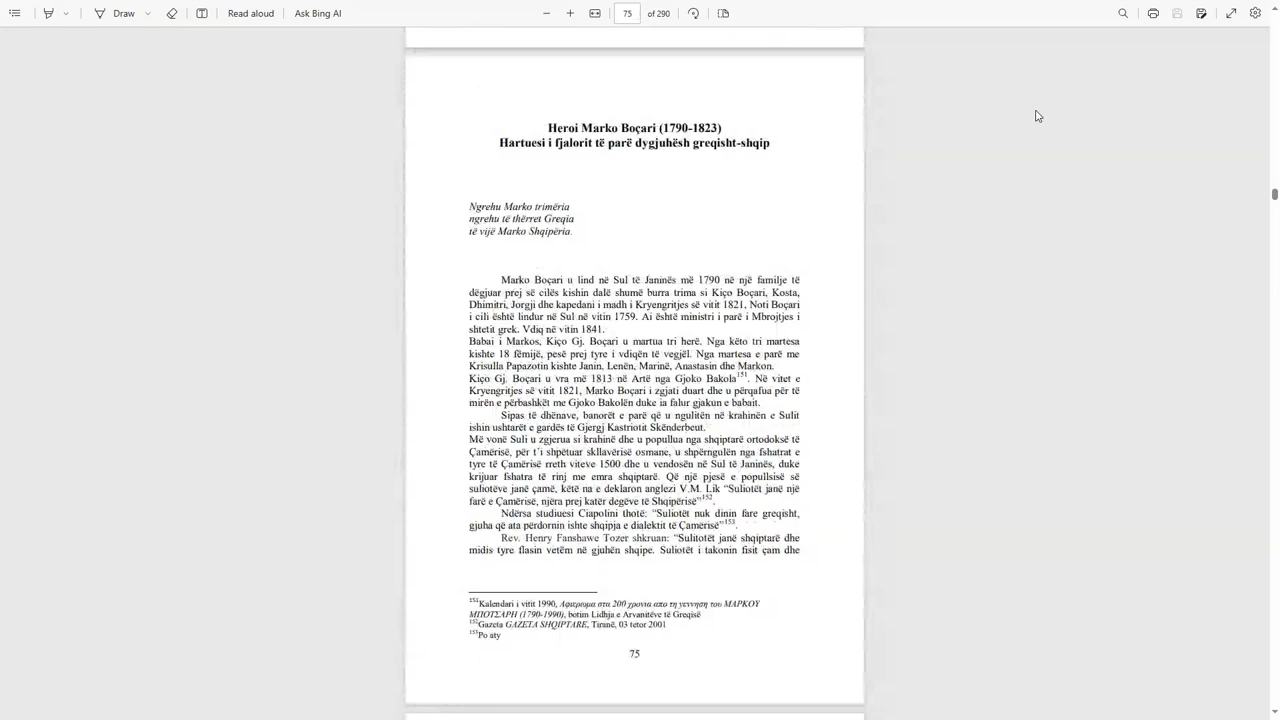 Draw
Read aloud
Ask Bing AI
75
of 290
Heroi Marko Boçari (1790-1823)
Hartuesi i fjalorit të parë dygjuhësh greqisht-shqip
Ngrehu Marko trimëria
ngrehu të thërret Greqia
të vijë Marko Shqipëria.
Marko Boçari u lind në Sul të Janinës më 1790 në një familje të
dëgjuar prej së cilës kishin dalë shumë burra trima si Kiço Boçari, Kosta,
Dhimitri, Jorgji dhe kapedani i madh i Kryengritjes së vitit 1821, Noti Boçari
i cili është lindur në Sul në vitin 1759. Ai është ministri i parë i Mbrojtjes i
shtetit grek. Vdiq në vitin 1841.
Babai i Markos, Kiço Gj. Boçari u martua tri herë. Nga këto tri martesa
kishte 18 fëmijë, pesë prej tyre i vdiqën të vegjël. Nga martesa e parë me
Krisulla Papazotin kishte Janin, Lenën, Marinë, Anastasin dhe Markon.
Kiço Gj. Boçari u vra më 1813 në Artë nga Gjoko Bakola151. Në vitet e
Kryengritjes së vitit 1821, Marko Boçari i zgjati duart dhe u përqafua për të
mirën e përbashkët me Gjoko Bakolën duke ia falur gjakun e babait.
Sipas të dhënave, banorët e parë që u ngulitën në krahinën e Sulit
ishin ushtarët e gardës të Gjergj Kastriotit Skënderbeut.
Më vonë Suli u zgjerua si krahinë dhe u popullua nga shqiptarë ortodoksë të
Çamërisë, për t´i shpëtuar skllavërisë osmane, u shpërngulën nga fshatrat e
tyre të Çamërisë rreth viteve 1500 dhe u vendosën në Sul të Janinës, duke
krijuar fshatra të rinj me emra shqiptarë. Që një pjesë e popullsisë së
suliotëve janë çamë, këtë na e deklaron anglezi V.M. Lik “Suliotët janë një
farë e Çamërisë, njëra prej katër degëve të Shqipërisë”152.
Ndërsa studiuesi Ciapolini thotë: “Suliotët nuk dinin fare greqisht,
gjuha që ata përdornin ishte shqipja e dialektit të Çamërisë”153.
Rev. Henry Fanshawe Tozer shkruan: “Sulitotët janë shqiptarë dhe
midis tyre flasin vetëm në gjuhën shqipe. Suliotët i takonin fisit çam dhe
151Kalendari i vitit 1990, Αφιερωμα στα 200 χρονια απο τη γεννηση του ΜΑΡΚΟΥ
ΜΠΟΤΣΑΡΗ (1790-1990), botim Lidhja e Arvanitëve të Greqisë
152Gazeta GAZETA SHQIPTARE, Tiranë, 03 tetor 2001
153Po aty
75